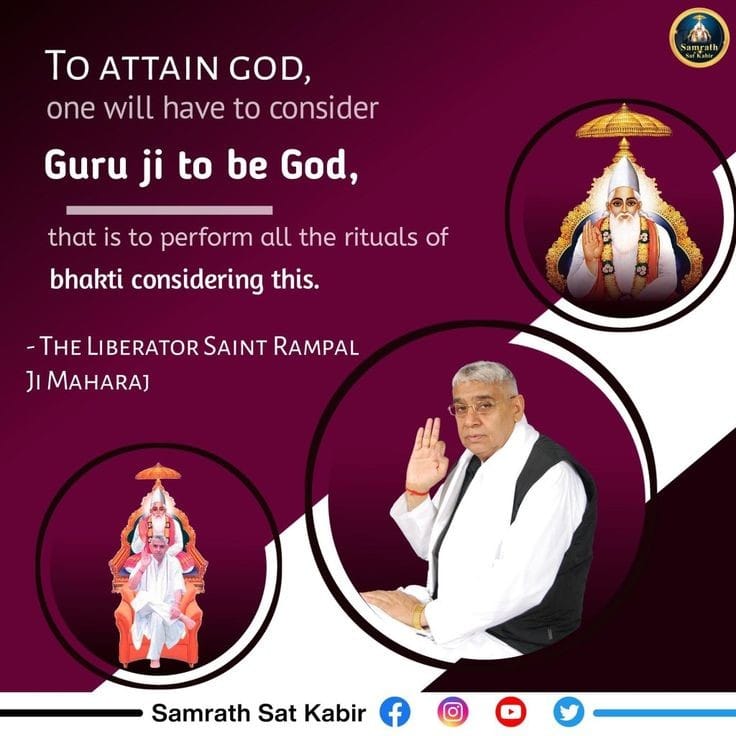 Samrath
Sat Kabir
TO ATTAIN GOD,
one will have to consider
Guru ji to be God,
that is to perform all the rituals of
bhakti considering this.
- THE LIBERATOR SAINT RAMPAL
JI MAHARAJ
Samrath Sat Kabir